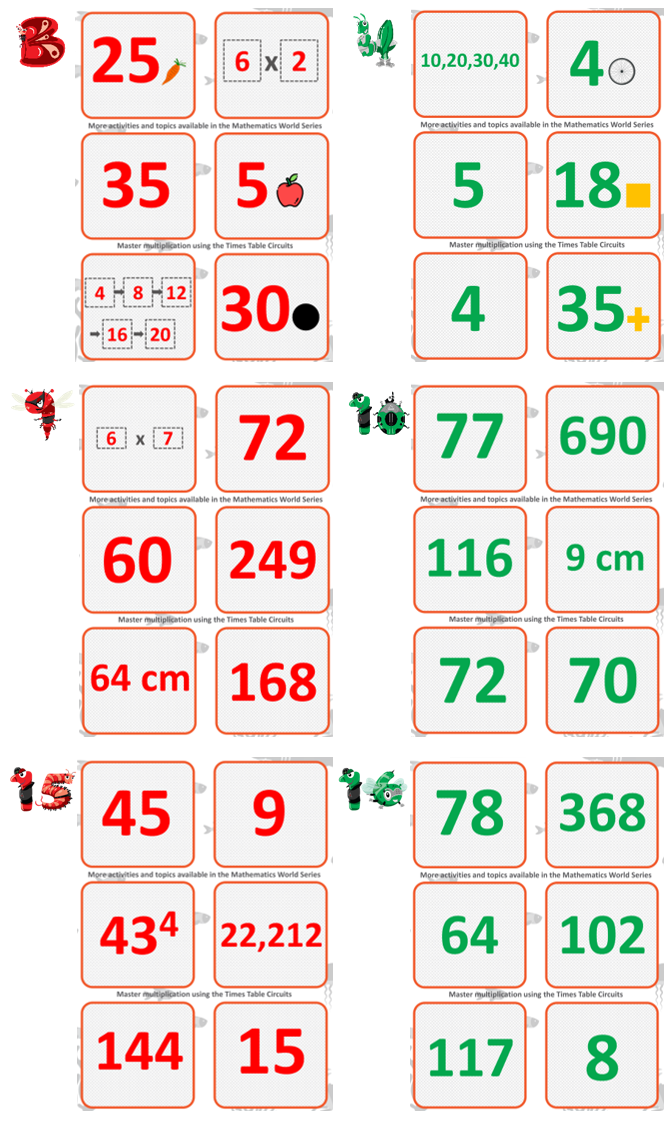 3
25
6 x 2
More activities and topics available in the Mathematics World Series
35
5
Master multiplication using the Times Table Circuits
4 8 12
16 20
30
4
10,20,30,40
4
More activities and topics available in the Mathematics World Series
5
18
Master multiplication using the Times Table Circuits
4
35+
9
6 x 7
72
More activities and topics available in the Mathematics World Series
60
249
Master multiplication using the Times Table Circuits
64 cm
168
10
77
690
More activities and topics available in the Mathematics World Series
116
9 cm
Master multiplication using the Times Table Circuits
72
70
15
45
9
More activities and topics available in the Mathematics World Series
43⁴
22,212
Master multiplication using the Times Table Circuits
144
15
16
78
368
More activities and topics available in the Mathematics World Series
64
102
Master multiplication using the Times Table Circuits
117
8